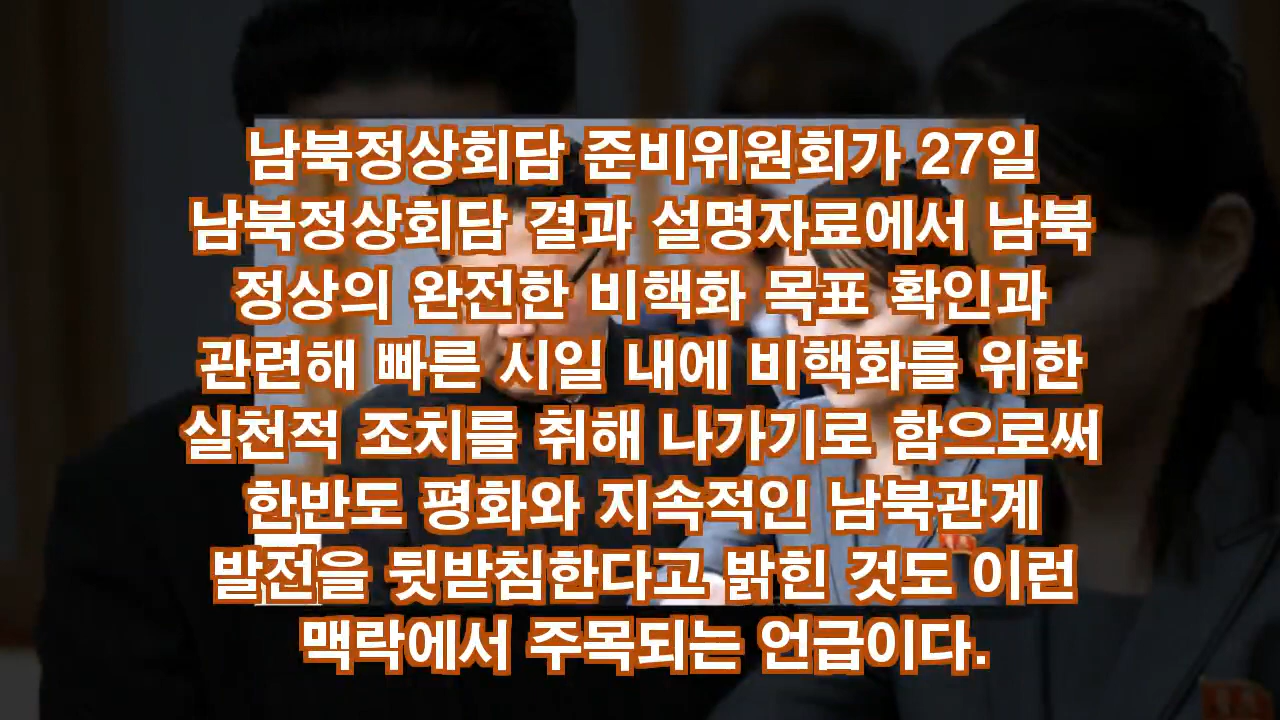 남북정상회담 준비위원회가 27일
남북정상회담 결과 설명자료에서 남북
정상의 완전한 비핵화 목표 확인과
관련해 빠른 시일 내에 비핵화를 위한
실천적 조치를 취해 나가기로 함으로써
한반도 평화와 지속적인 남북관계
발전을 뒷받침한다고 밝힌 것도 이런
맥락에서 주목되는 언급이다.